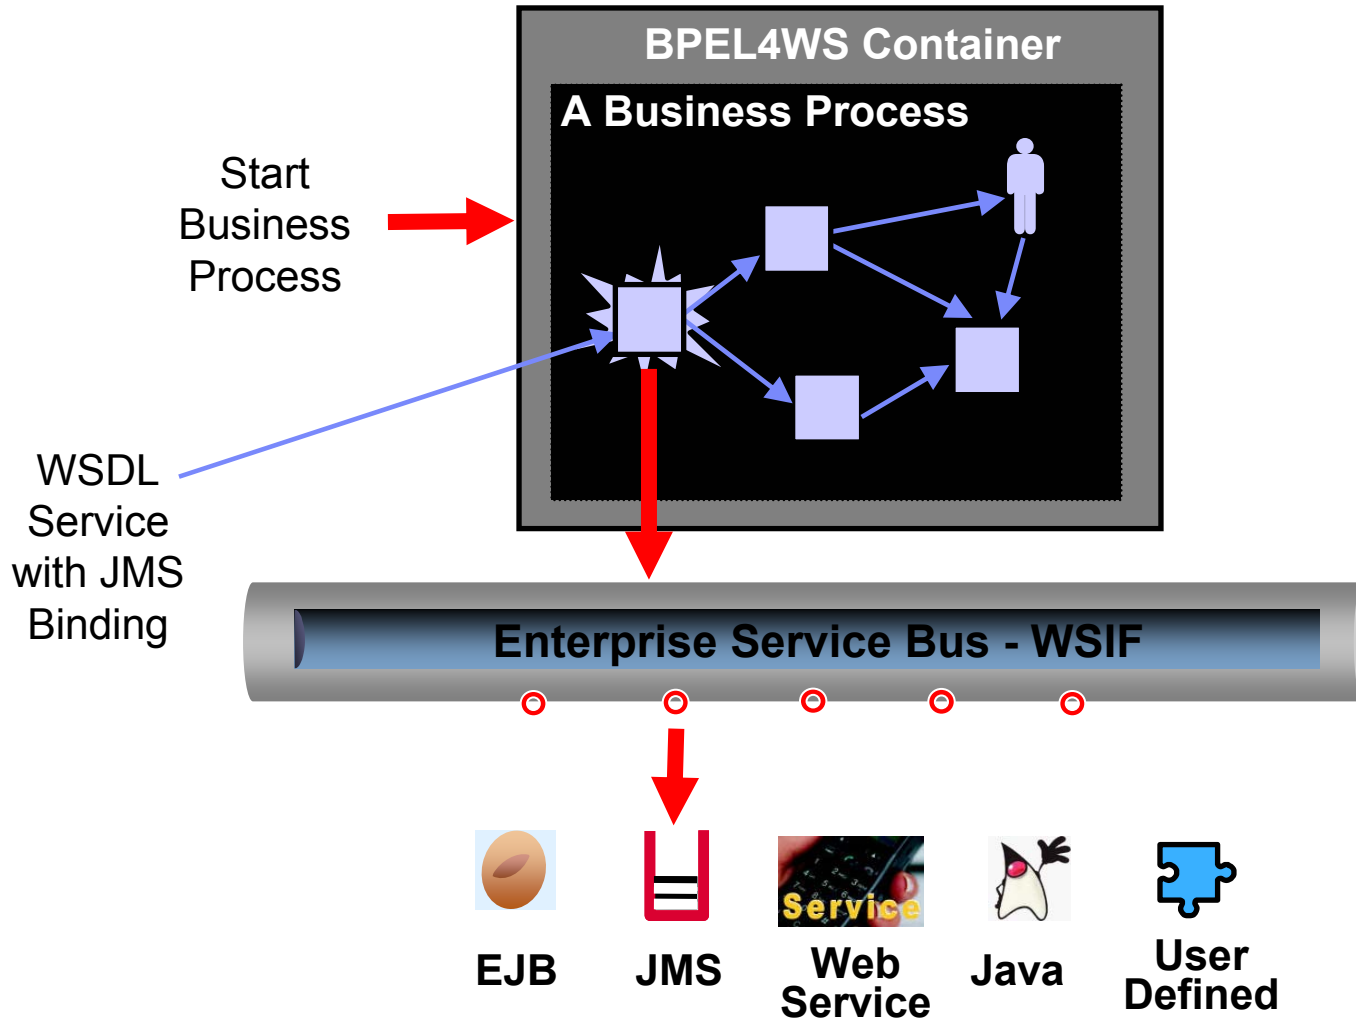 BPEL4WS Container
A Business Process
Start
Business
Process
WSDL
Service
with JMS
Binding
Enterprise Service Bus - WSIF
Service
EJB
JMS
Web
Service
Java
User
Defined